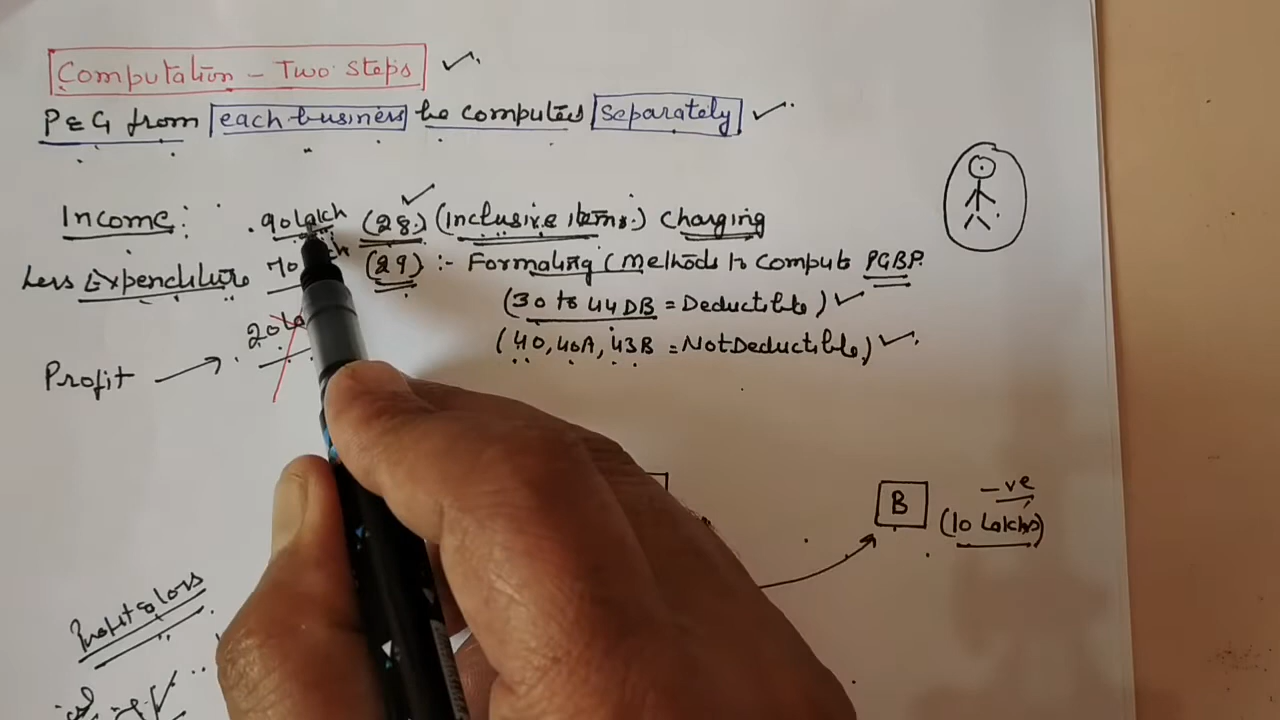 Computation - Two Steps
P & G from each business be computed separately
Income: 90 lakh (28) (Inclusive items) Charging
Less Expenditure 70 (29) :- Formaling (Methods to Compute PGBP.
(30 to 44DB = Deductible)
(40, 40A, 43B = Not Deductible)
20
Profit
B
-ve
(10 Lakhs)